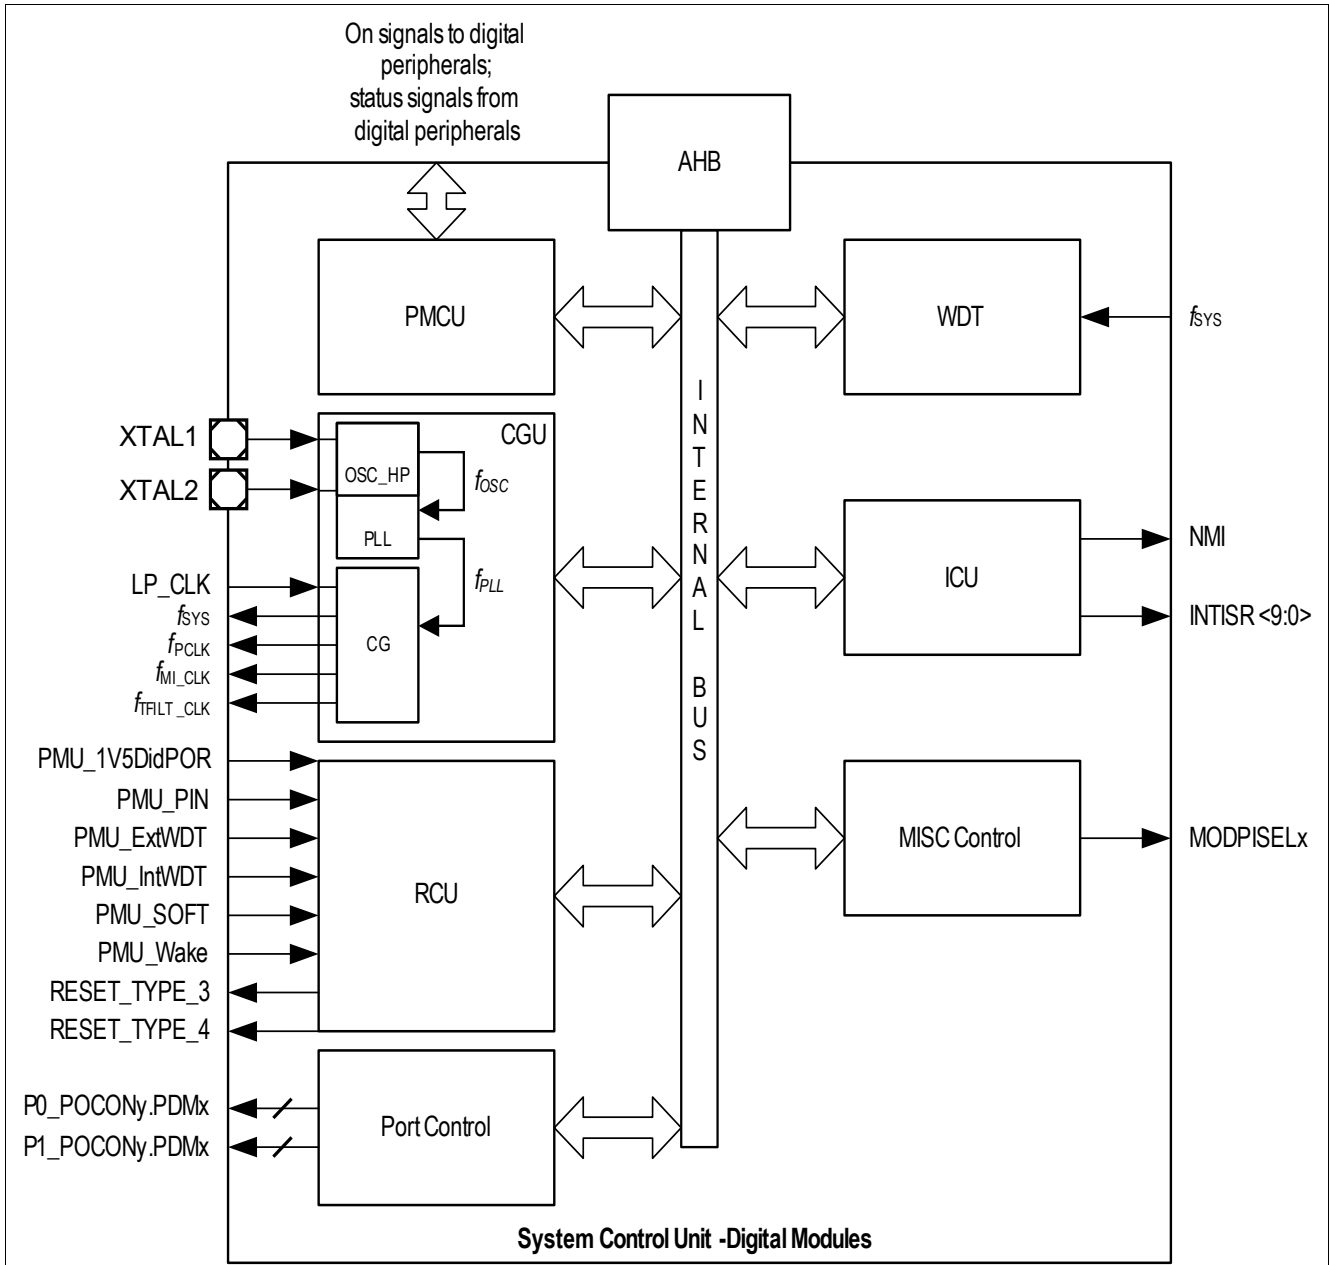 On signals to digital
peripherals;
status signals from
digital peripherals
AHB
PMCU
WDT
fSYS
INTERNAL BUS
XTAL1
XTAL2
CGU
OSC_HP
fOSC
PLL
fPLL
CG
LP_CLK
fSYS
fPCLK
fMI_CLK
fTFILT_CLK
ICU
NMI
INTISR <9:0>
PMU_1V5DidPOR
PMU_PIN
PMU_ExtWDT
PMU_IntWDT
PMU_SOFT
PMU_Wake
RESET_TYPE_3
RESET_TYPE_4
RCU
MISC Control
MODPISELx
P0_POCONy.PDMx
P1_POCONy.PDMx
Port Control
System Control Unit -Digital Modules